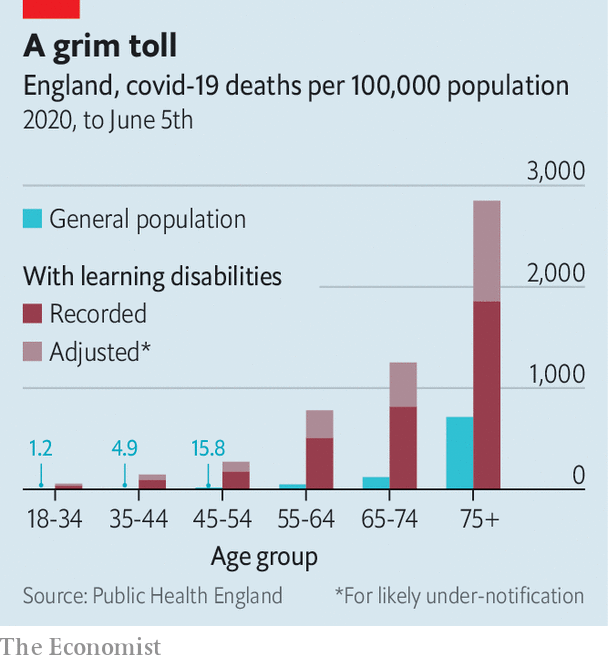 A grim toll
England, covid-19 deaths per 100,000 population
2020, to June 5th
3,000
General population
With learning disabilities
2,000
Recorded
Adjusted*
1,000
1.2
4.9
15.8
0
18-34
35-44
45-54
55-64
65-74
75+
Age group
Source: Public Health England
*For likely under-notification
The Economist